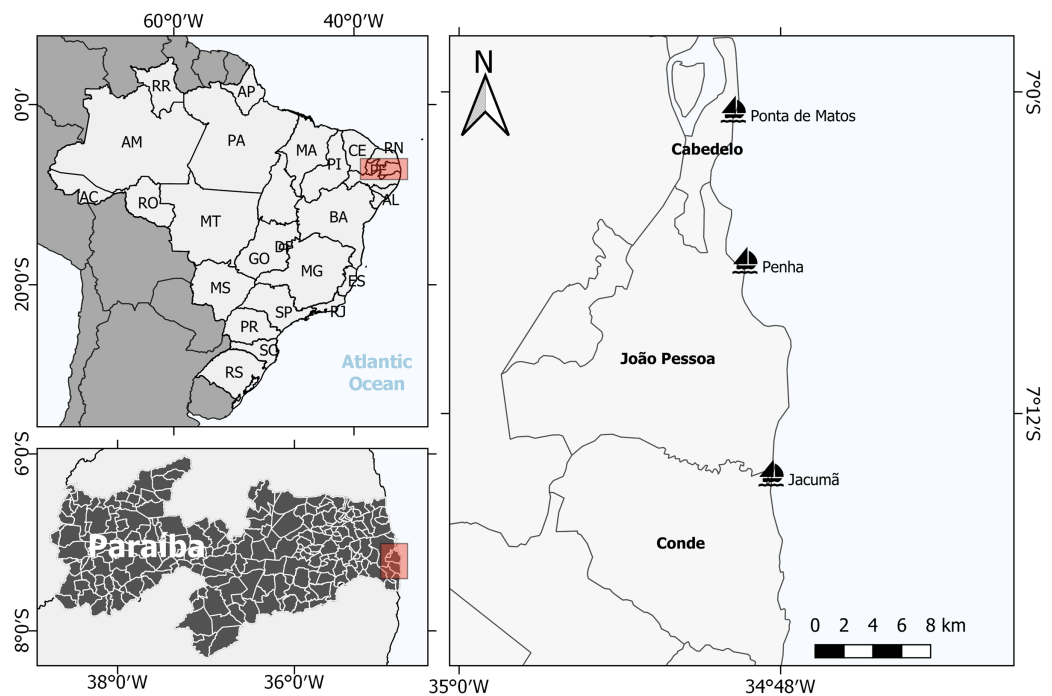 60°0′W 40°0′W
0°0′
20°0′S
RR
AP
AM
PA
MA
CE
RN
PI
PE
AC
RO
AL
MT
BA
DF
GO
MG
MS
ES
SP
RJ
PR
SC
RS
Atlantic
Ocean
6°0′S
8°0′S
Paraíba
38°0′W 36°0′W
N
Ponta de Matos
Cabedelo
Penha
João Pessoa
Jacumã
Conde
0 2 4 6 8 km
7°0′S
7°12′S
35°0′W 34°48′W